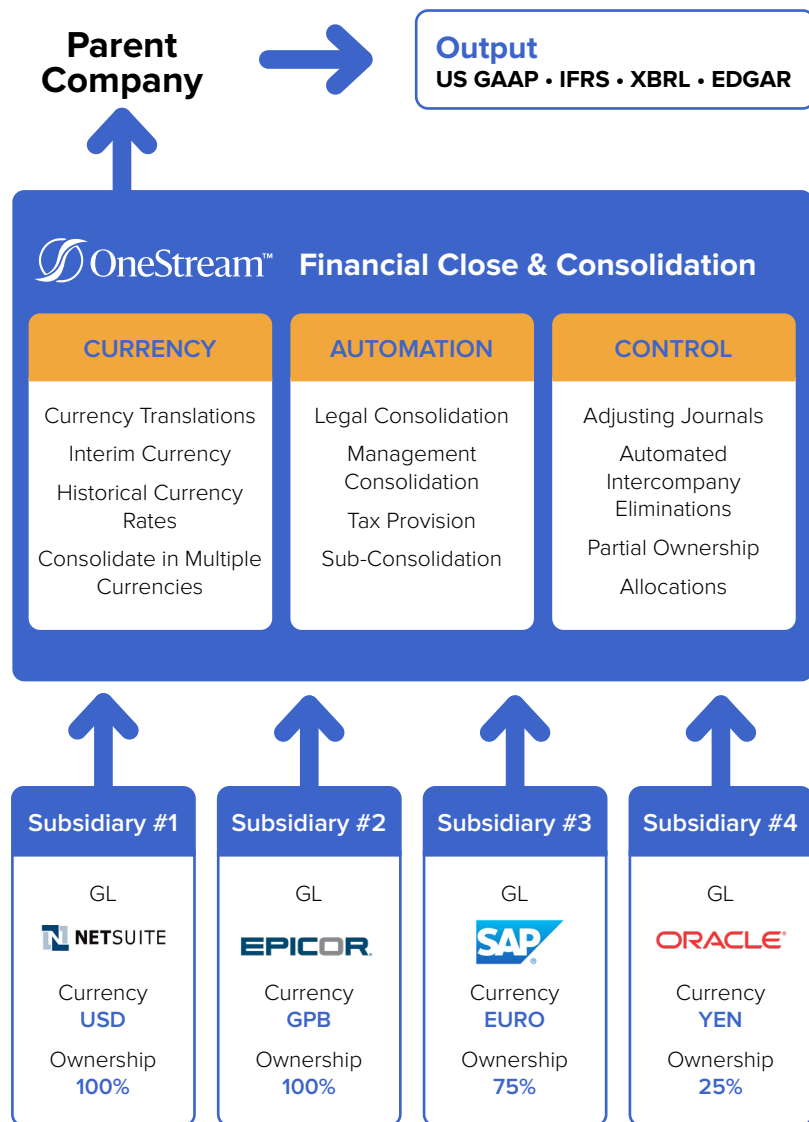 Parent
Company
Output
US GAAP • IFRS • XBRL • EDGAR
OneStream™ Financial Close & Consolidation
CURRENCY
Currency Translations
Interim Currency
Historical Currency
Rates
Consolidate in Multiple
Currencies
AUTOMATION
Legal Consolidation
Management
Consolidation
Tax Provision
Sub-Consolidation
CONTROL
Adjusting Journals
Automated
Intercompany
Eliminations
Partial Ownership
Allocations
Subsidiary #1
GL
N NETSUITE
Currency
USD
Ownership
100%
Subsidiary #2
GL
EPICOR.
Currency
GPB
Ownership
100%
Subsidiary #3
GL
SAP®
Currency
EURO
Ownership
75%
Subsidiary #4
GL
ORACLE®
Currency
YEN
Ownership
25%